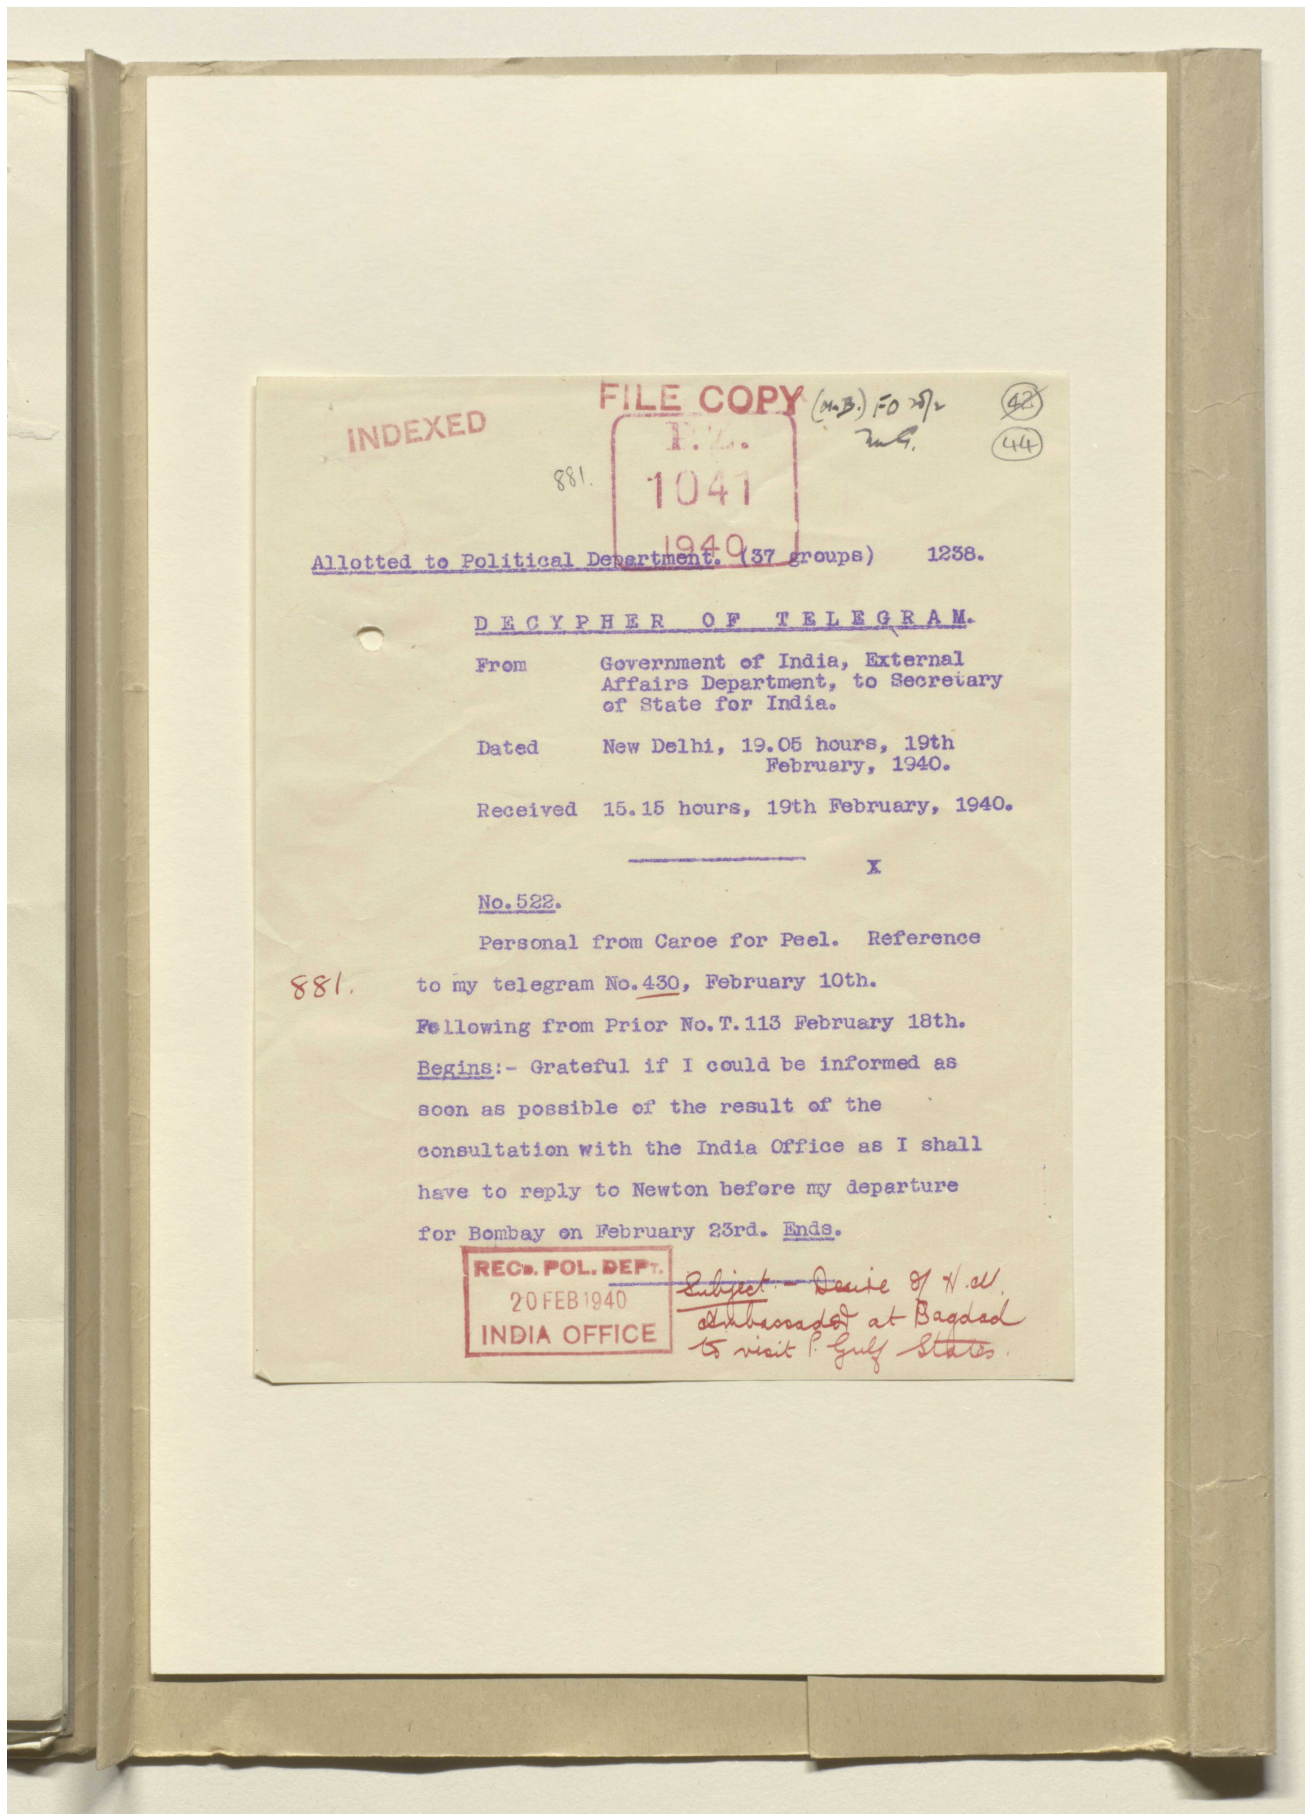 FILE COPY
(M.B.) FO 20/2
42
INDEXED
44
P.Z.
881.
1041
1940
Allotted to Political Department. (37 groups) 1238.
DECYPHER OF TELEGRAM.
From Government of India, External
Affairs Department, to Secretary
of State for India.
Dated New Delhi, 19.05 hours, 19th
February, 1940.
Received 15.15 hours, 19th February, 1940.
X
No.522.
Personal from Caroe for Peel. Reference
881. to my telegram No.430, February 10th.
Following from Prior No.T.113 February 18th.
Begins:- Grateful if I could be informed as
soon as possible of the result of the
consultation with the India Office as I shall
have to reply to Newton before my departure
for Bombay on February 23rd. Ends.
RECD. POL. DEPT.
20 FEB 1940
INDIA OFFICE
Subject - Desire of H.M.
Ambassador at Bagdad
to visit P. Gulf States.